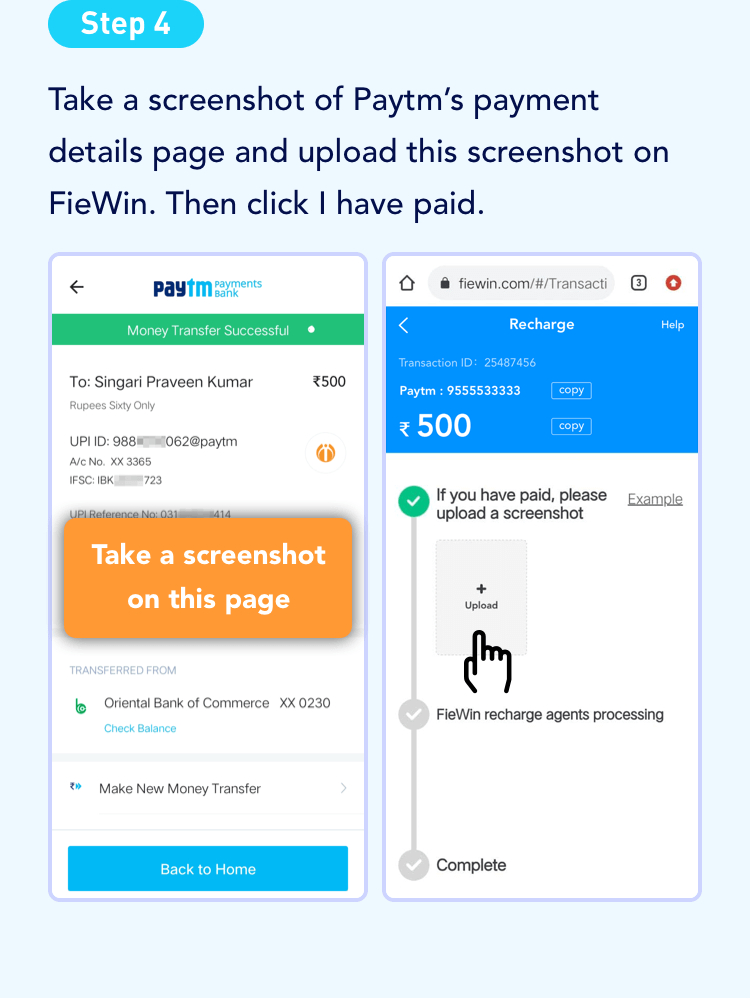 Step 4
Take a screenshot of Paytm's payment
details page and upload this screenshot on
FieWin. Then click I have paid.
paytm Payments Bank
Money Transfer Successful
To: Singari Praveen Kumar ₹500
Rupees Sixty Only
UPI ID: 988 062@paytm
A/c No. XX 3365
IFSC: IBK 723
UPI Reference No: 031 414
Take a screenshot
on this page
TRANSFERRED FROM
Oriental Bank of Commerce XX 0230
Check Balance
Make New Money Transfer
Back to Home
fiewin.com/#/Transacti 3
Recharge Help
Transaction ID: 25487456
Paytm : 9555533333 copy
₹ 500 copy
If you have paid, please
upload a screenshot
Example
+
Upload
FieWin recharge agents processing
Complete